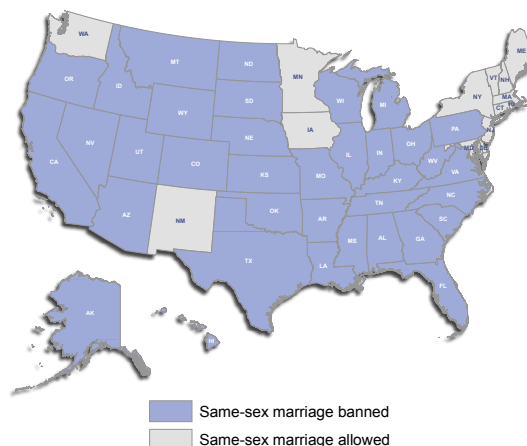 WA
MT
ND
MN
ME
VT
NH
OR
ID
SD
WI
MI
NY
MA
CT
RI
WY
IA
PA
NJ
NE
OH
MD
DE
NV
UT
CO
IL
IN
WV
VA
CA
KS
MO
KY
NC
AZ
NM
OK
AR
TN
SC
TX
MS
AL
GA
LA
FL
AK
HI
Same-sex marriage banned
Same-sex marriage allowed